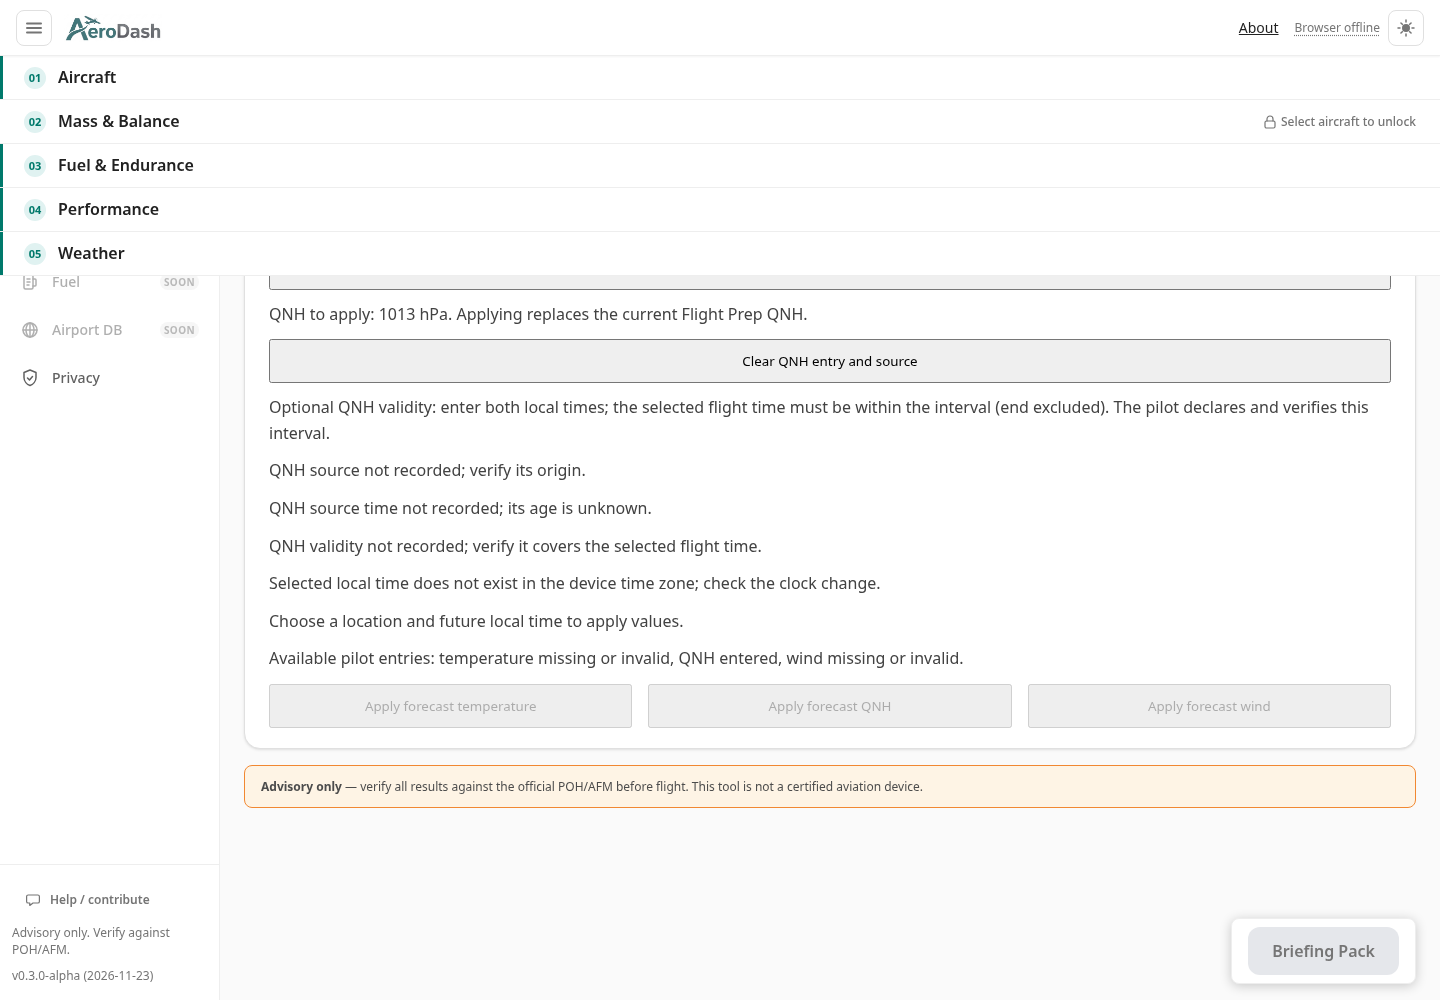 AeroDash
About
Browser offline
01 Aircraft
02 Mass & Balance
Select aircraft to unlock
03 Fuel & Endurance
04 Performance
05 Weather
Fuel SOON
Airport DB SOON
Privacy
QNH to apply: 1013 hPa. Applying replaces the current Flight Prep QNH.
Clear QNH entry and source
Optional QNH validity: enter both local times; the selected flight time must be within the interval (end excluded). The pilot declares and verifies this
interval.
QNH source not recorded; verify its origin.
QNH source time not recorded; its age is unknown.
QNH validity not recorded; verify it covers the selected flight time.
Selected local time does not exist in the device time zone; check the clock change.
Choose a location and future local time to apply values.
Available pilot entries: temperature missing or invalid, QNH entered, wind missing or invalid.
Apply forecast temperature
Apply forecast QNH
Apply forecast wind
Advisory only — verify all results against the official POH/AFM before flight. This tool is not a certified aviation device.
Help / contribute
Advisory only. Verify against
POH/AFM.
v0.3.0-alpha (2026-11-23)
Briefing Pack